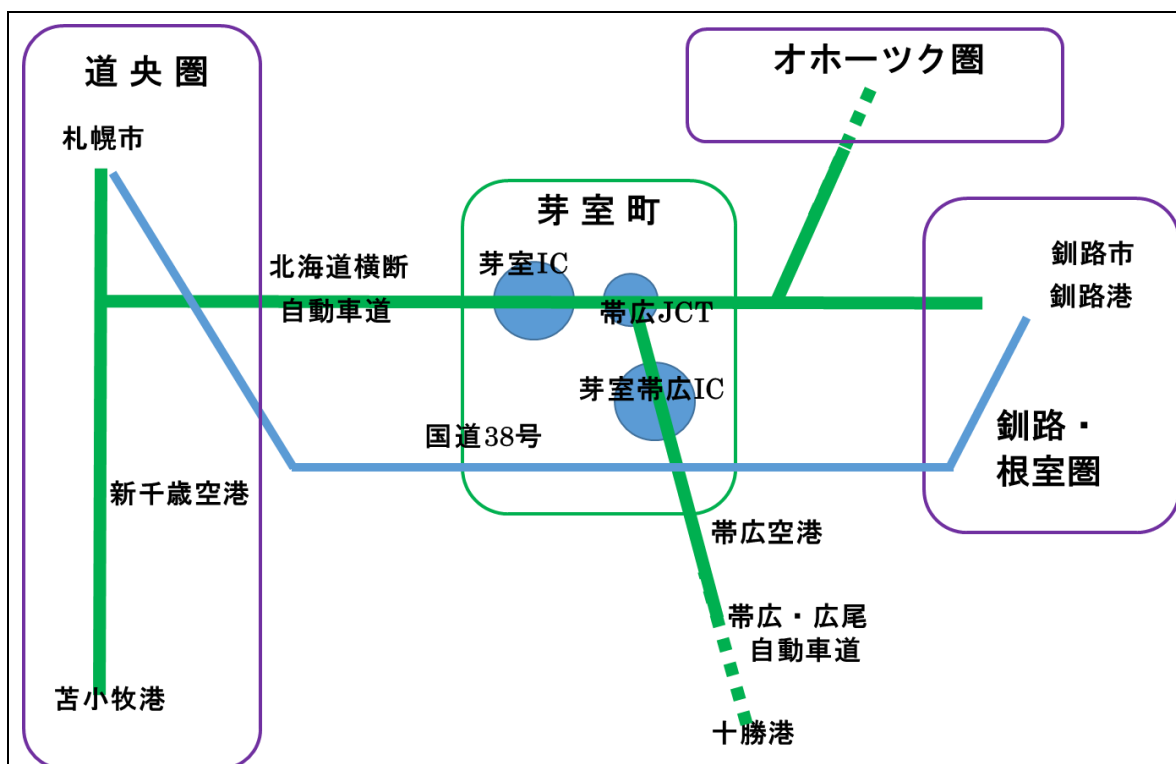 道央圏
札幌市
オホーツク圏
芽室町
北海道横断
自動車道
芽室IC
帯広JCT
芽室帯広IC
釧路市
釧路港
国道38号
釧路・
根室圏
新千歳空港
帯広空港
帯広・広尾
自動車道
苫小牧港
十勝港